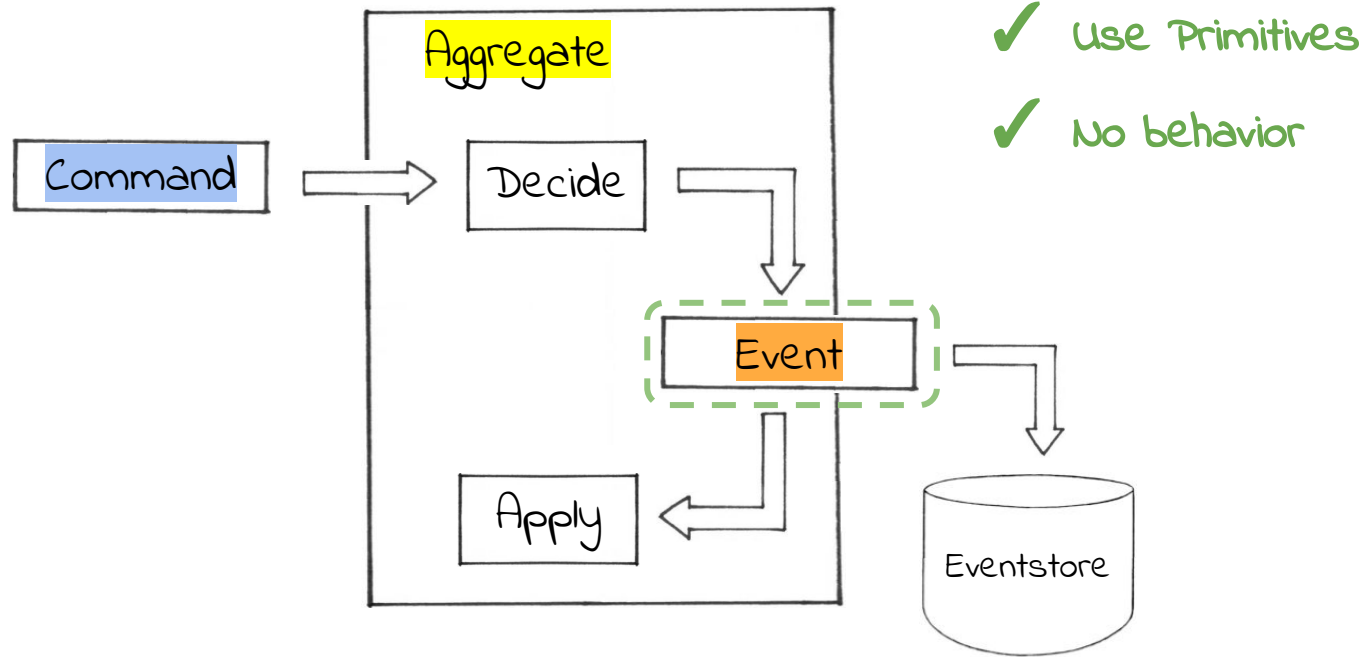 Aggregate
✓ Use Primitives
✓ No behavior
Command
Decide
Event
Apply
Eventstore